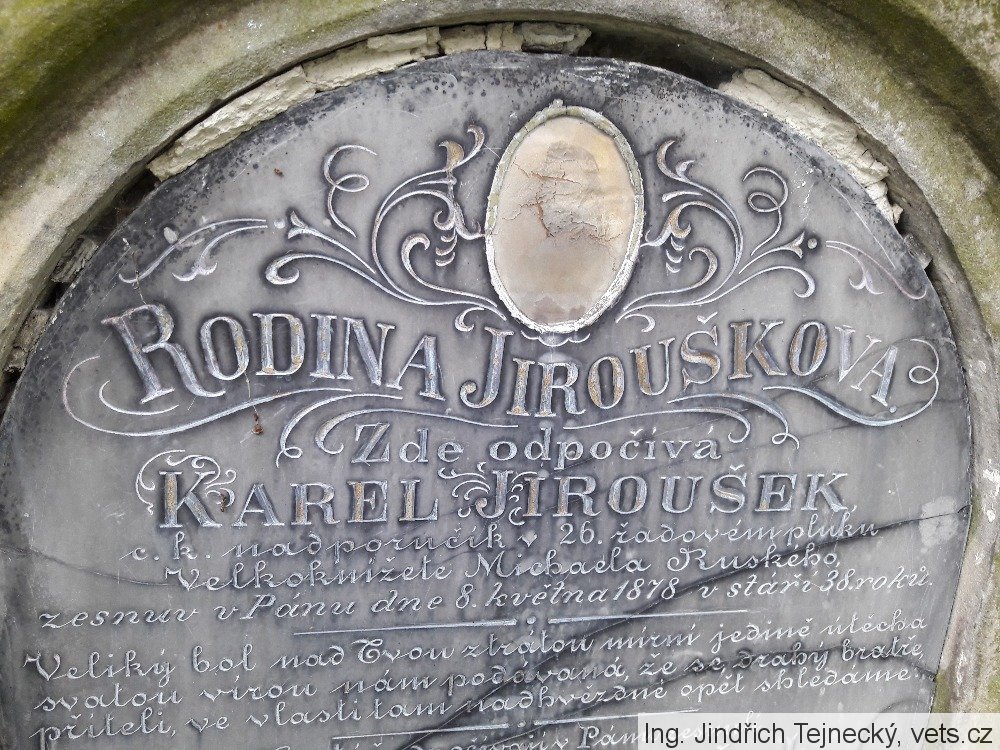 RODINA JIROUŠKOVA.
Zde odpočívá
KAREL JIROUŠEK
c. k. nadporučík v 26. řadovém pluku
Velkoknížete Michaela Ruského,
zesnuv v Pánu dne 8. května 1878 v stáří 38. roků.
Veliký bol nad Tvou ztrátou mírní jedině útěcha
svatou vírou nám podávaná, že se, drahý bratře,
příteli, ve vlasti tam nadhvězdné opět shledáme...
v Pánu
Ing. Jindřich Tejnecký, vets.cz